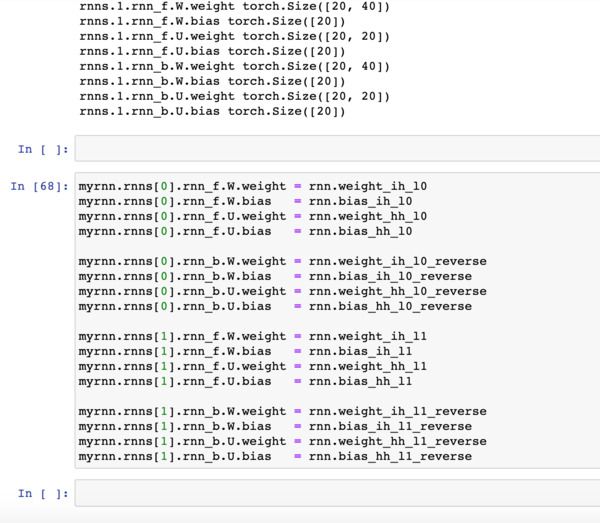 rnns.1.rnn_f.W.weight torch.Size([20, 40])
rnns.1.rnn_f.W.bias torch.Size([20])
rnns.1.rnn_f.U.weight torch.Size([20, 20])
rnns.1.rnn_f.U.bias torch.Size([20])
rnns.1.rnn_b.W.weight torch.Size([20, 40])
rnns.1.rnn_b.W.bias torch.Size([20])
rnns.1.rnn_b.U.weight torch.Size([20, 20])
rnns.1.rnn_b.U.bias torch.Size([20])
In [ ]:
In [68]:
myrnn.rnns[0].rnn_f.W.weight = rnn.weight_ih_l0
myrnn.rnns[0].rnn_f.W.bias   = rnn.bias_ih_l0
myrnn.rnns[0].rnn_f.U.weight = rnn.weight_hh_l0
myrnn.rnns[0].rnn_f.U.bias   = rnn.bias_hh_l0
myrnn.rnns[0].rnn_b.W.weight = rnn.weight_ih_l0_reverse
myrnn.rnns[0].rnn_b.W.bias   = rnn.bias_ih_l0_reverse
myrnn.rnns[0].rnn_b.U.weight = rnn.weight_hh_l0_reverse
myrnn.rnns[0].rnn_b.U.bias   = rnn.bias_hh_l0_reverse
myrnn.rnns[1].rnn_f.W.weight = rnn.weight_ih_l1
myrnn.rnns[1].rnn_f.W.bias   = rnn.bias_ih_l1
myrnn.rnns[1].rnn_f.U.weight = rnn.weight_hh_l1
myrnn.rnns[1].rnn_f.U.bias   = rnn.bias_hh_l1
myrnn.rnns[1].rnn_b.W.weight = rnn.weight_ih_l1_reverse
myrnn.rnns[1].rnn_b.W.bias   = rnn.bias_ih_l1_reverse
myrnn.rnns[1].rnn_b.U.weight = rnn.weight_hh_l1_reverse
myrnn.rnns[1].rnn_b.U.bias   = rnn.bias_hh_l1_reverse
In [ ]: